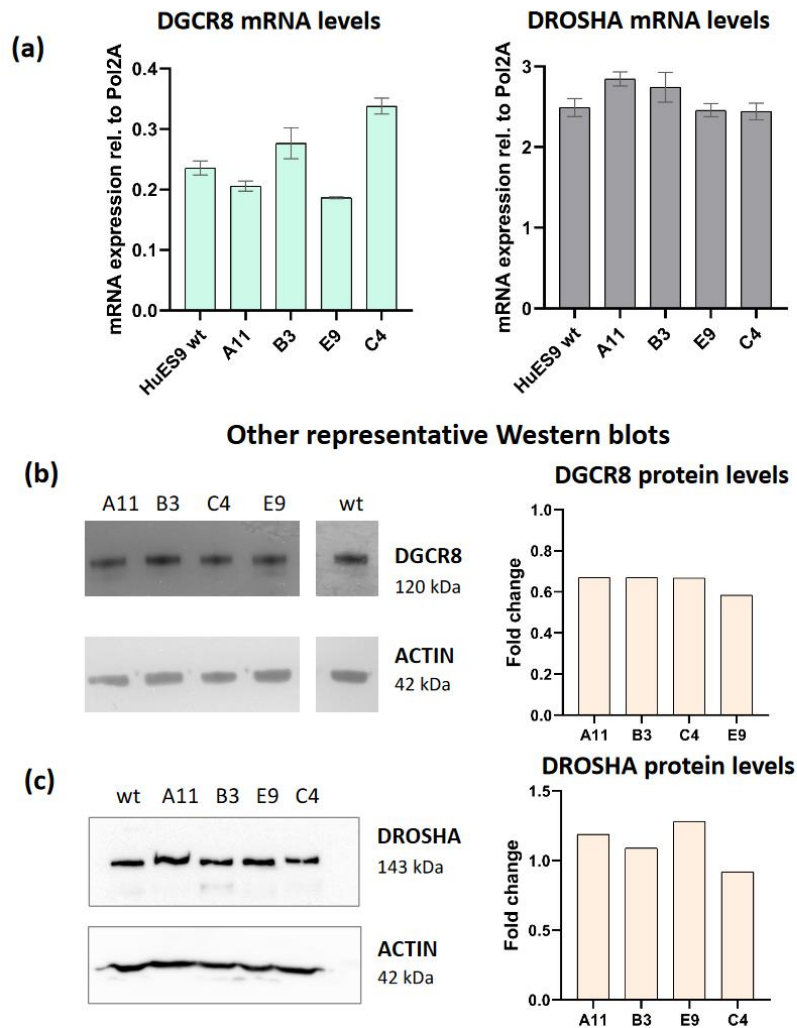 (a)
DGCR8 mRNA levels
mRNA expression rel. to Pol2A
0.4
0.3
0.2
0.1
0.0
HuES9 wt
A11
B3
E9
C4
DROSHA mRNA levels
mRNA expression rel. to Pol2A
3
2
1
0
HuES9 wt
A11
B3
E9
C4
Other representative Western blots
(b)
A11 B3 C4 E9 wt
DGCR8
120 kDa
ACTIN
42 kDa
DGCR8 protein levels
Fold change
1.0
0.8
0.6
0.2
0.0
A11 B3 C4 E9
(c)
wt A11 B3 E9 C4
DROSHA
143 kDa
ACTIN
42 kDa
DROSHA protein levels
Fold change
1.5
1.0
0.5
0.0
A11 B3 E9 C4